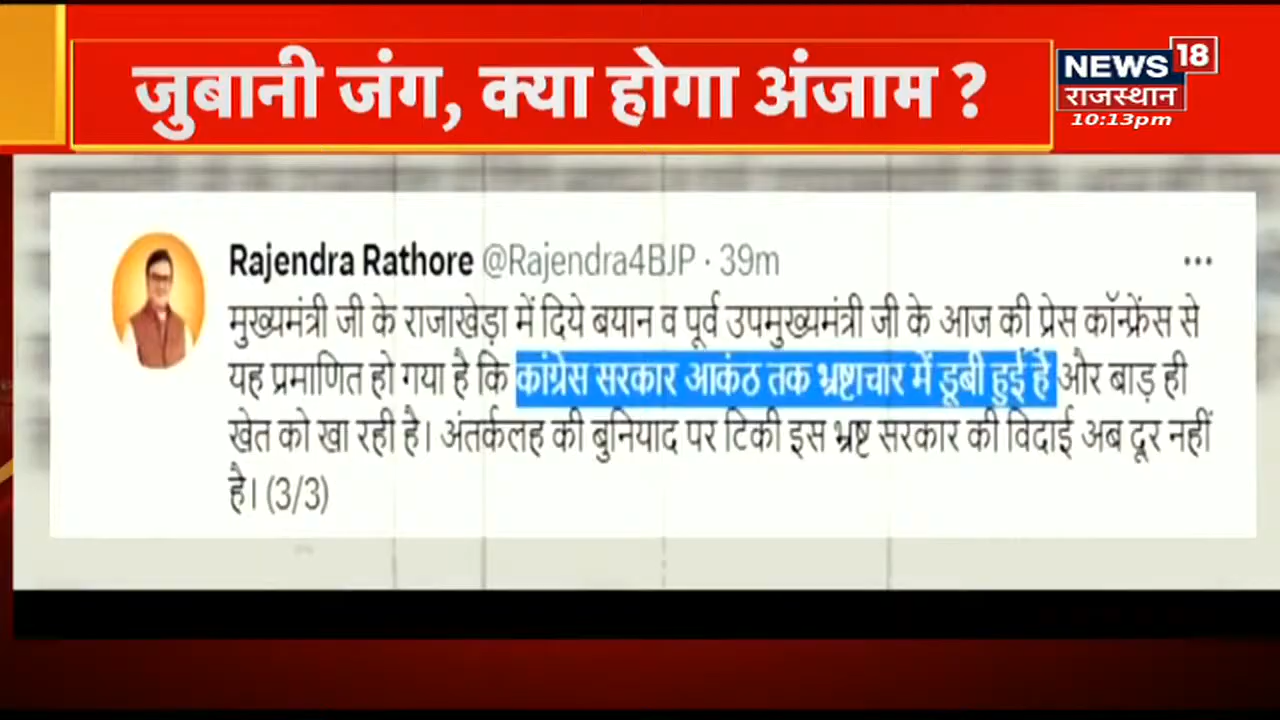 जुबानी जंग, क्या होगा अंजाम ?
NEWS 18
राजस्थान
10:13pm
Rajendra Rathore @Rajendra4BJP · 39m
मुख्यमंत्री जी के राजाखेड़ा में दिये बयान व पूर्व उपमुख्यमंत्री जी के आज की प्रेस कॉन्फ्रेंस से
यह प्रमाणित हो गया है कि कांग्रेस सरकार आकंठ तक भ्रष्टाचार में डूबी हुई है और बाड़ ही
खेत को खा रही है। अंतर्कलह की बुनियाद पर टिकी इस भ्रष्ट सरकार की विदाई अब दूर नहीं
है। (3/3)